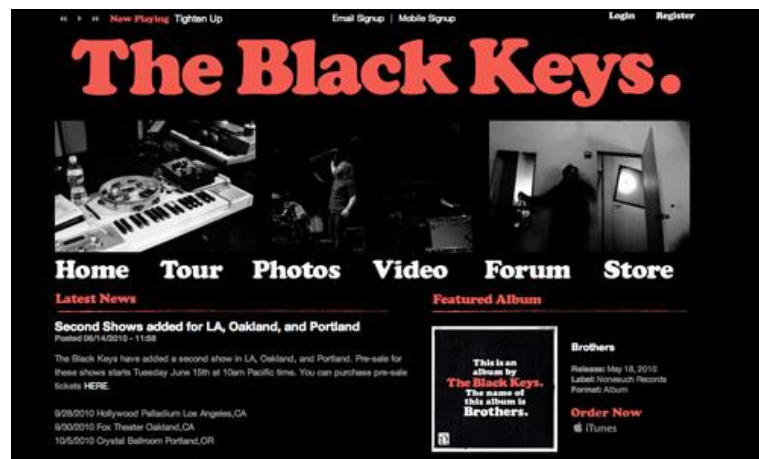 Now Playing Tighten Up
Email Signup | Mobile Signup
Login Register
The Black Keys.
Home Tour Photos Video Forum Store
Latest News
Second Shows added for LA, Oakland, and Portland
Posted 06/14/2010 - 11:58
The Black Keys have added a second show in LA, Oakland, and Portland. Pre-sale for
these shows starts Tuesday June 15th at 10am Pacific time. You can purchase pre-sale
tickets HERE.
9/28/2010 Hollywood Palladium Los Angeles,CA
9/30/2010 Fox Theater Oakland,CA
10/5/2010 Crystal Ballroom Portland,OR
Featured Album
This is an
album by
The Black Keys.
The name of
this album is
Brothers.
Brothers
Release: May 18, 2010
Label: Nonesuch Records
Format: Album
Order Now
iTunes